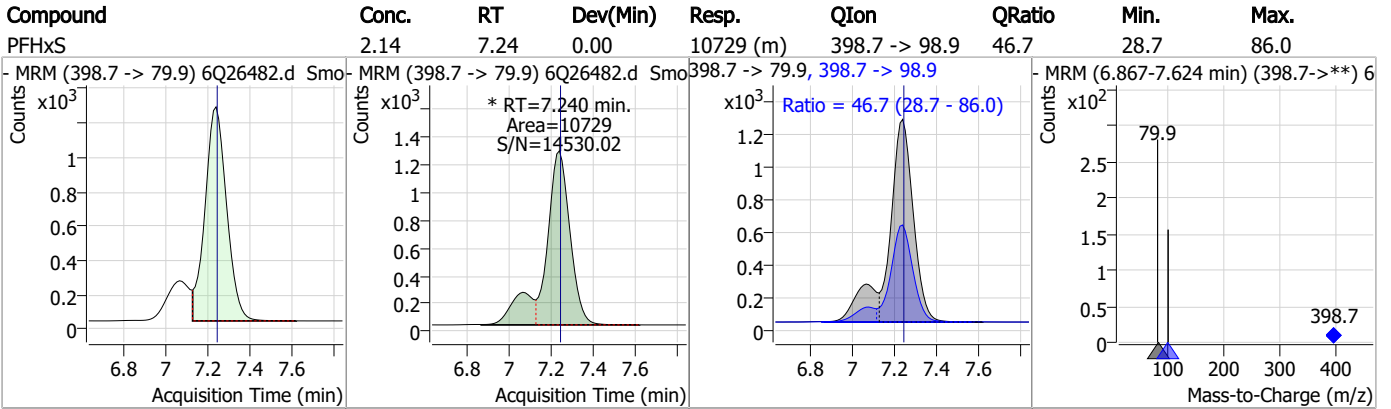 Compound Conc. RT Dev(Min) Resp. QIon QRatio Min. Max.
PFHxS 2.14 7.24 0.00 10729 (m) 398.7 -> 98.9 46.7 28.7 86.0
- MRM (398.7 -> 79.9) 6Q26482.d Smo
Counts
x10³
1
0.8
0.6
0.4
0.2
0
6.8 7 7.2 7.4 7.6
Acquisition Time (min)
- MRM (398.7 -> 79.9) 6Q26482.d Smo
Counts
x10³
* RT=7.240 min.
Area=10729
S/N=14530.02
1.4
1.2
1
0.8
0.6
0.4
0.2
0
6.8 7 7.2 7.4 7.6
Acquisition Time (min)
398.7 -> 79.9, 398.7 -> 98.9
x10³
Ratio = 46.7 (28.7 - 86.0)
1.2
1
0.8
0.6
0.4
0.2
0
6.8 7 7.2 7.4 7.6
Acquisition Time (min)
- MRM (6.867-7.624 min) (398.7->**) 6
Counts
x10²
79.9
2.5
2
1.5
1
0.5
0
398.7
100 200 300 400
Mass-to-Charge (m/z)